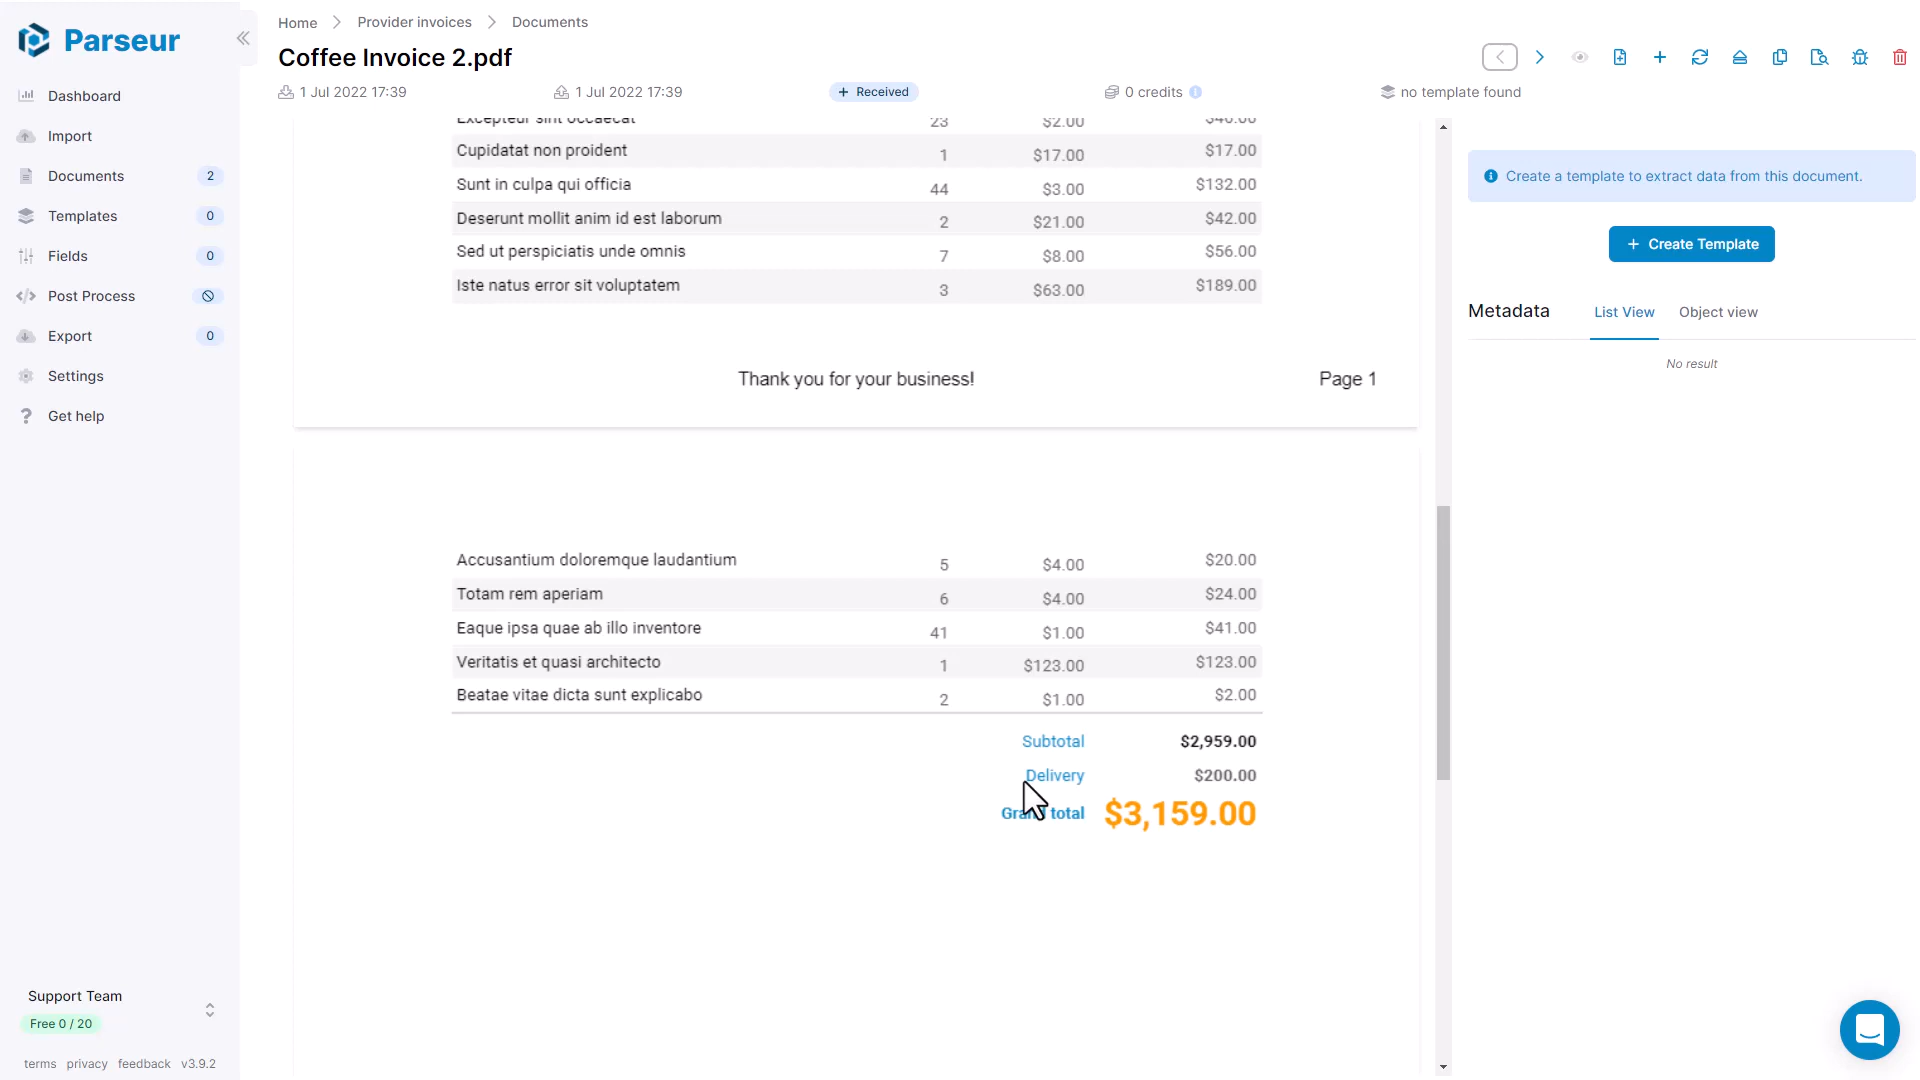 Parseur
Home Provider invoices Documents
Coffee Invoice 2.pdf
1 Jul 2022 17:39 1 Jul 2022 17:39 + Received 0 credits no template found
Dashboard
Import
Documents 2
Templates 0
Fields 0
Post Process
Export 0
Settings
Get help
Support Team
Free 0 / 20
terms privacy feedback v3.9.2
Excepteur sint occaecat 23 $2.00 $46.00
Cupidatat non proident 1 $17.00 $17.00
Sunt in culpa qui officia 44 $3.00 $132.00
Deserunt mollit anim id est laborum 2 $21.00 $42.00
Sed ut perspiciatis unde omnis 7 $8.00 $56.00
Iste natus error sit voluptatem 3 $63.00 $189.00
Thank you for your business! Page 1
Accusantium doloremque laudantium 5 $4.00 $20.00
Totam rem aperiam 6 $4.00 $24.00
Eaque ipsa quae ab illo inventore 41 $1.00 $41.00
Veritatis et quasi architecto 1 $123.00 $123.00
Beatae vitae dicta sunt explicabo 2 $1.00 $2.00
Subtotal $2,959.00
Delivery $200.00
Grand total $3,159.00
Create a template to extract data from this document.
+ Create Template
Metadata List View Object view
No result